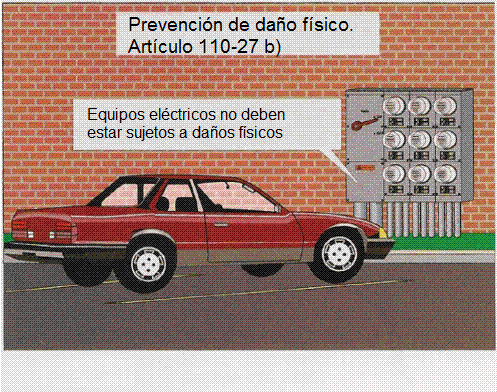 Prevención de daño físico.
Artículo 110-27 b)
Equipos eléctricos no deben
estar sujetos a daños físicos